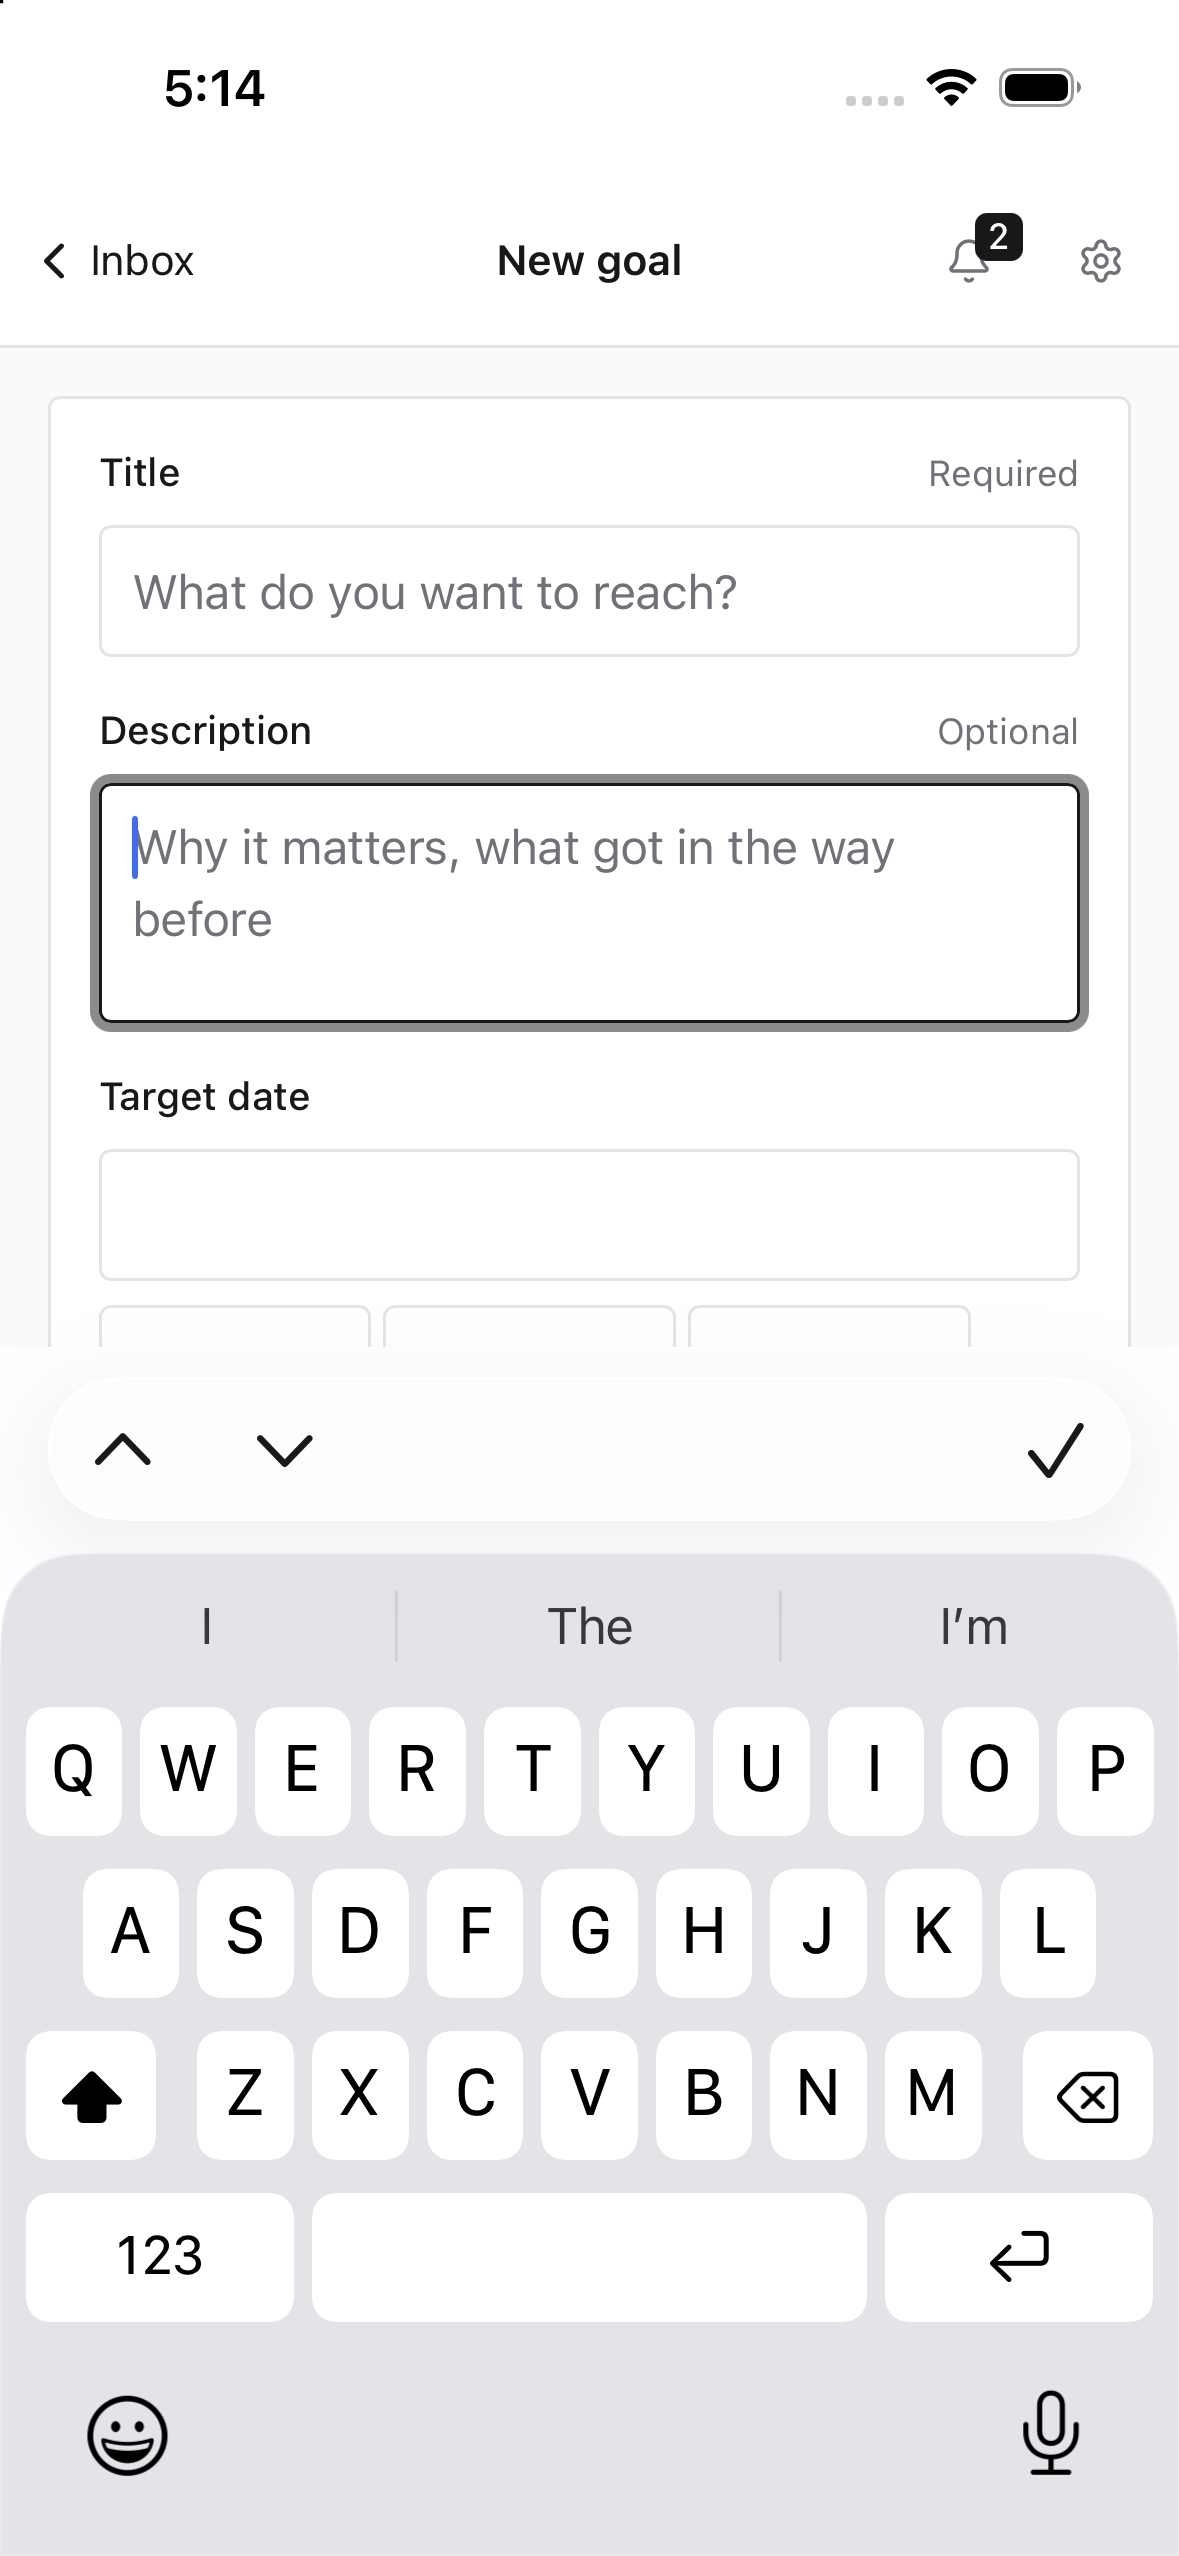 5:14
Inbox
New goal
2
Title
Required
What do you want to reach?
Description
Optional
Why it matters, what got in the way
before
Target date
I
The
I’m
Q W E R T Y U I O P
A S D F G H J K L
Z X C V B N M
123